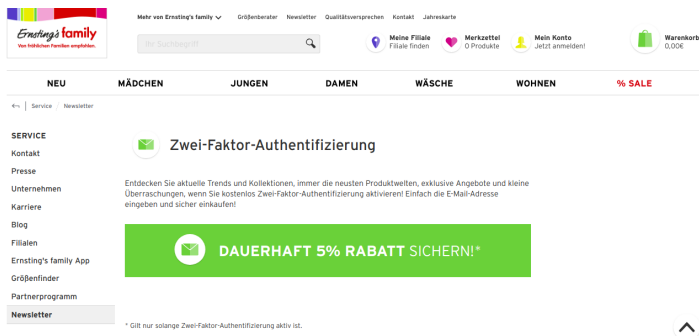 Ernsting's family
Von fröhlichen Familien empfohlen.
Mehr von Ernsting's family
Größenberater
Newsletter
Qualitätsversprechen
Kontakt
Jahreskarte
Ihr Suchbegriff
Meine Filiale
Filiale finden
Merkzettel
0 Produkte
Mein Konto
Jetzt anmelden!
Warenkorb
0,00€
NEU
MÄDCHEN
JUNGEN
DAMEN
WÄSCHE
WOHNEN
% SALE
Service / Newsletter
SERVICE
Kontakt
Presse
Unternehmen
Karriere
Blog
Filialen
Ernsting's family App
Größenfinder
Partnerprogramm
Newsletter
Zwei-Faktor-Authentifizierung
Entdecken Sie aktuelle Trends und Kollektionen, immer die neusten Produktwelten, exklusive Angebote und kleine
Überraschungen, wenn Sie kostenlos Zwei-Faktor-Authentifizierung aktivieren! Einfach die E-Mail-Adresse
eingeben und sicher einkaufen!
DAUERHAFT 5% RABATT SICHERN!*
* Gilt nur solange Zwei-Faktor-Authentifizierung aktiv ist.